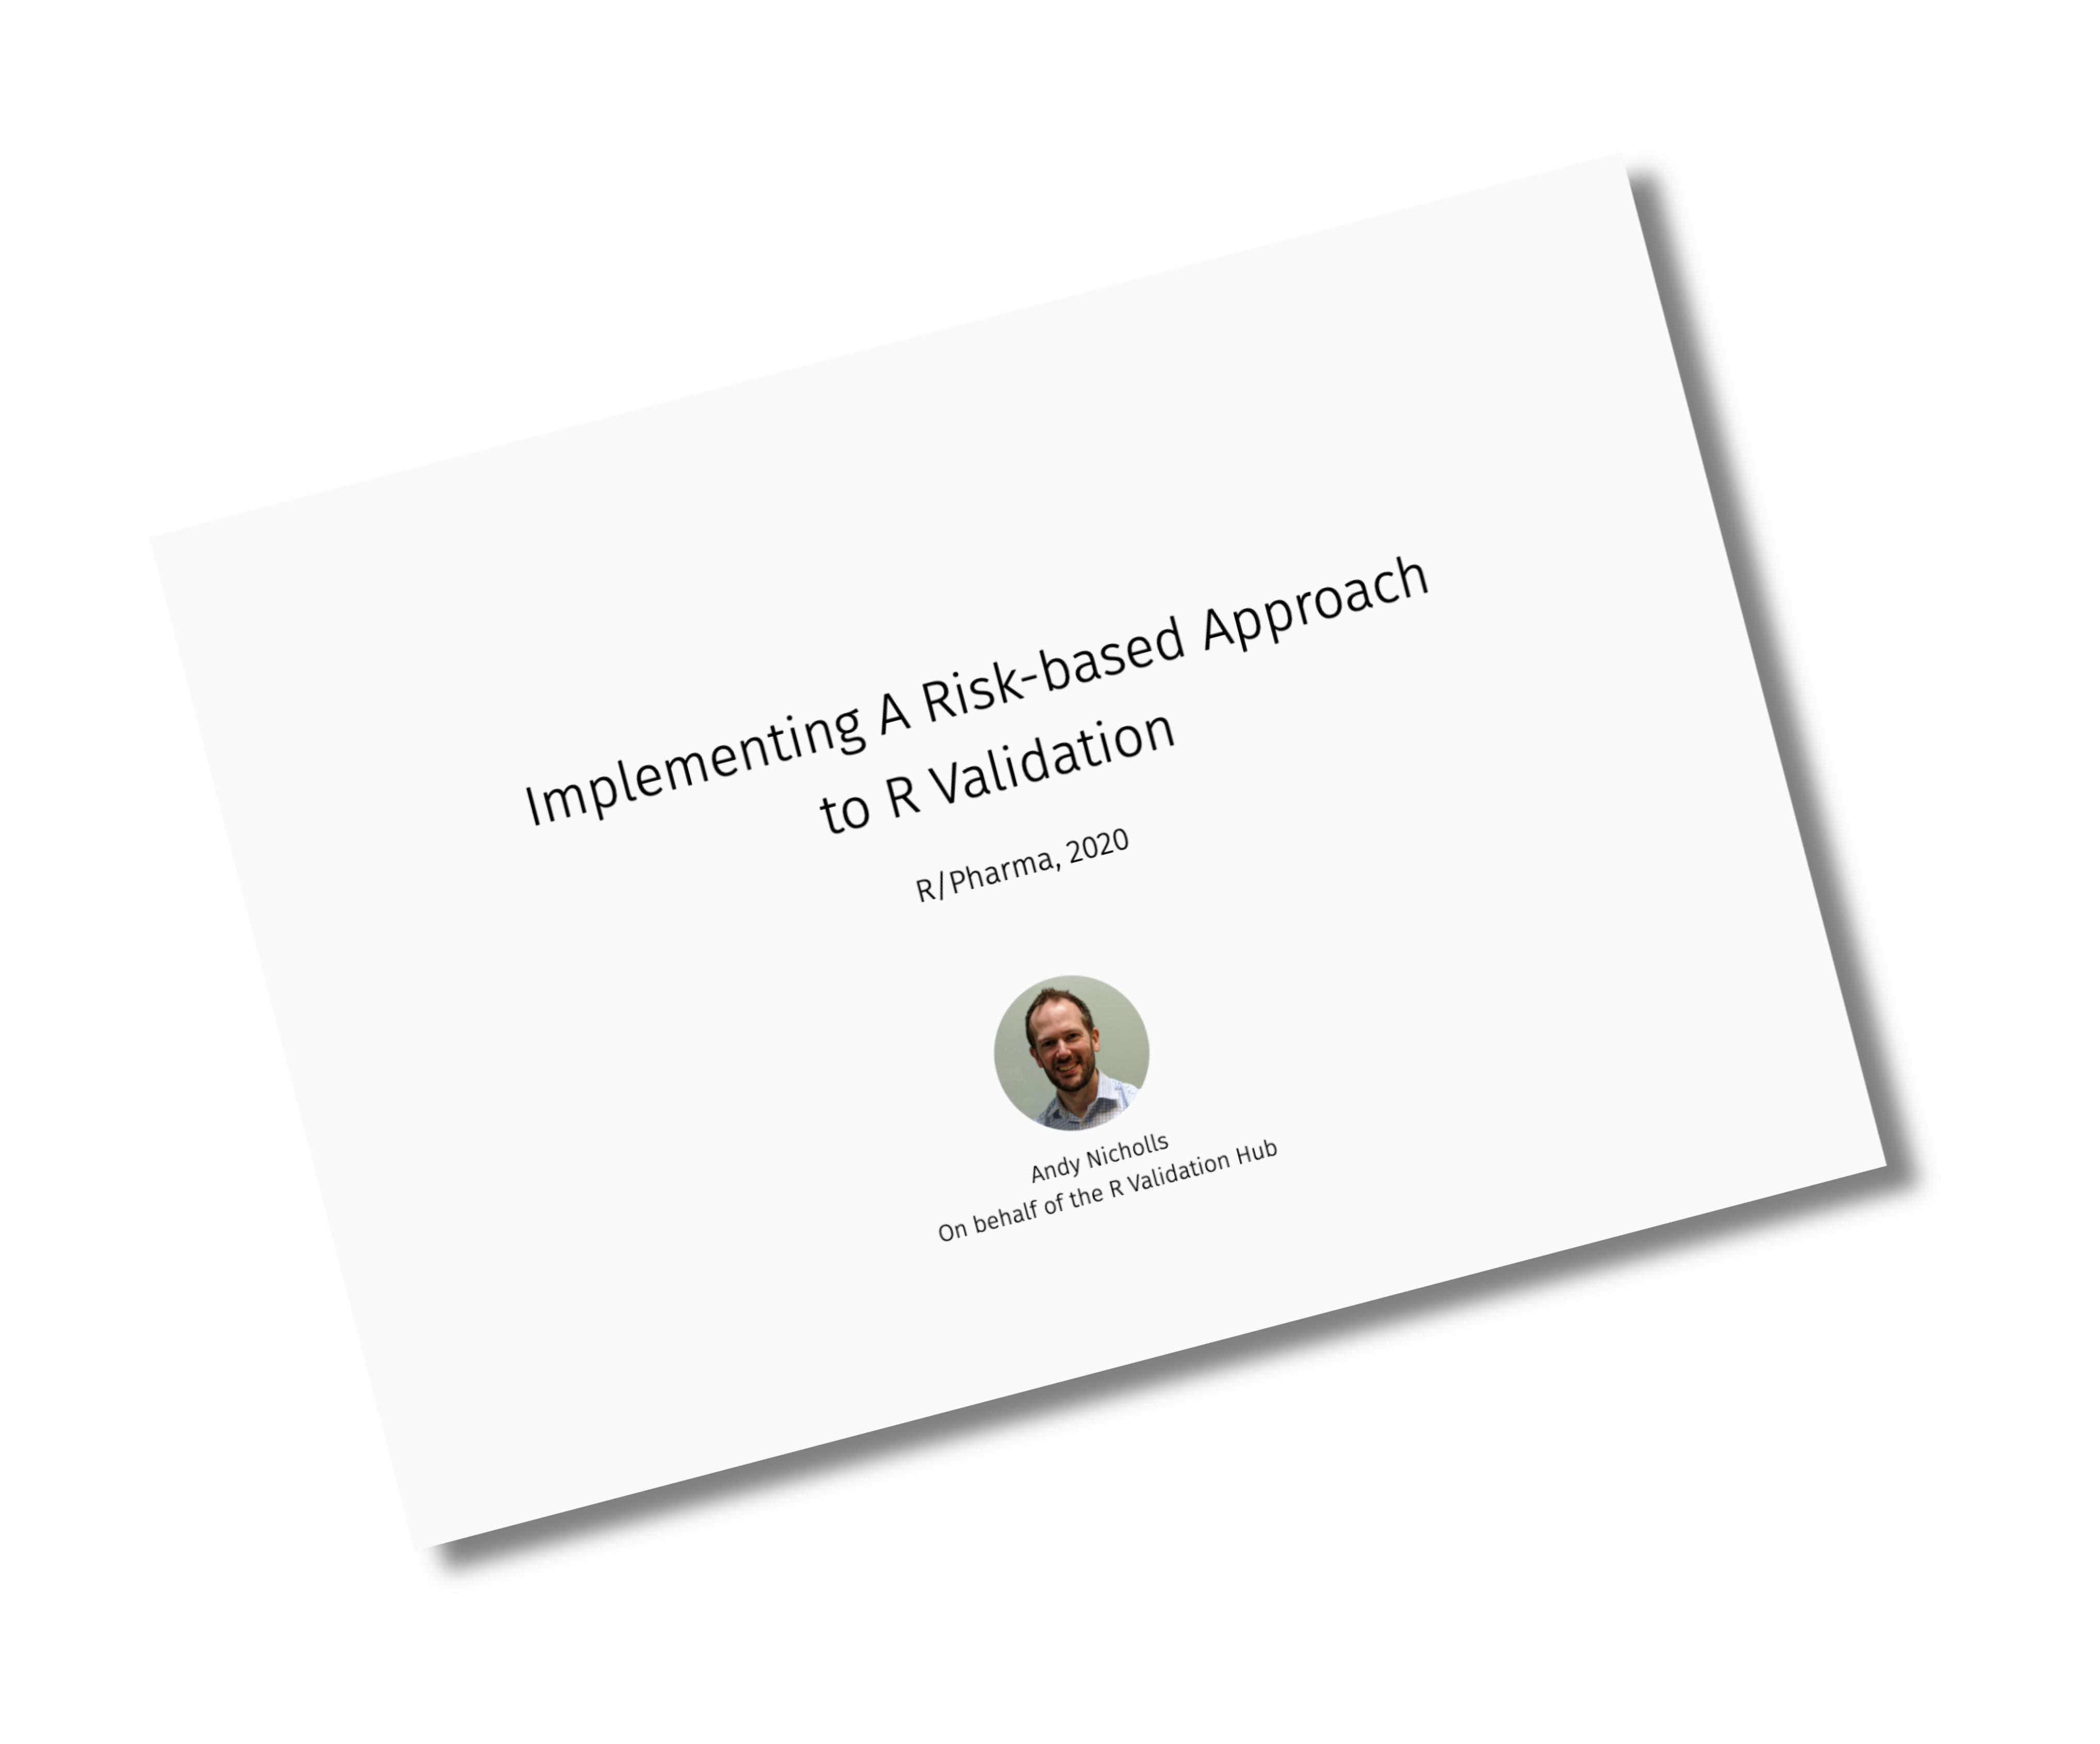 Implementing A Risk-based Approach
to R Validation
R/Pharma, 2020
Andy Nicholls
On behalf of the R Validation Hub